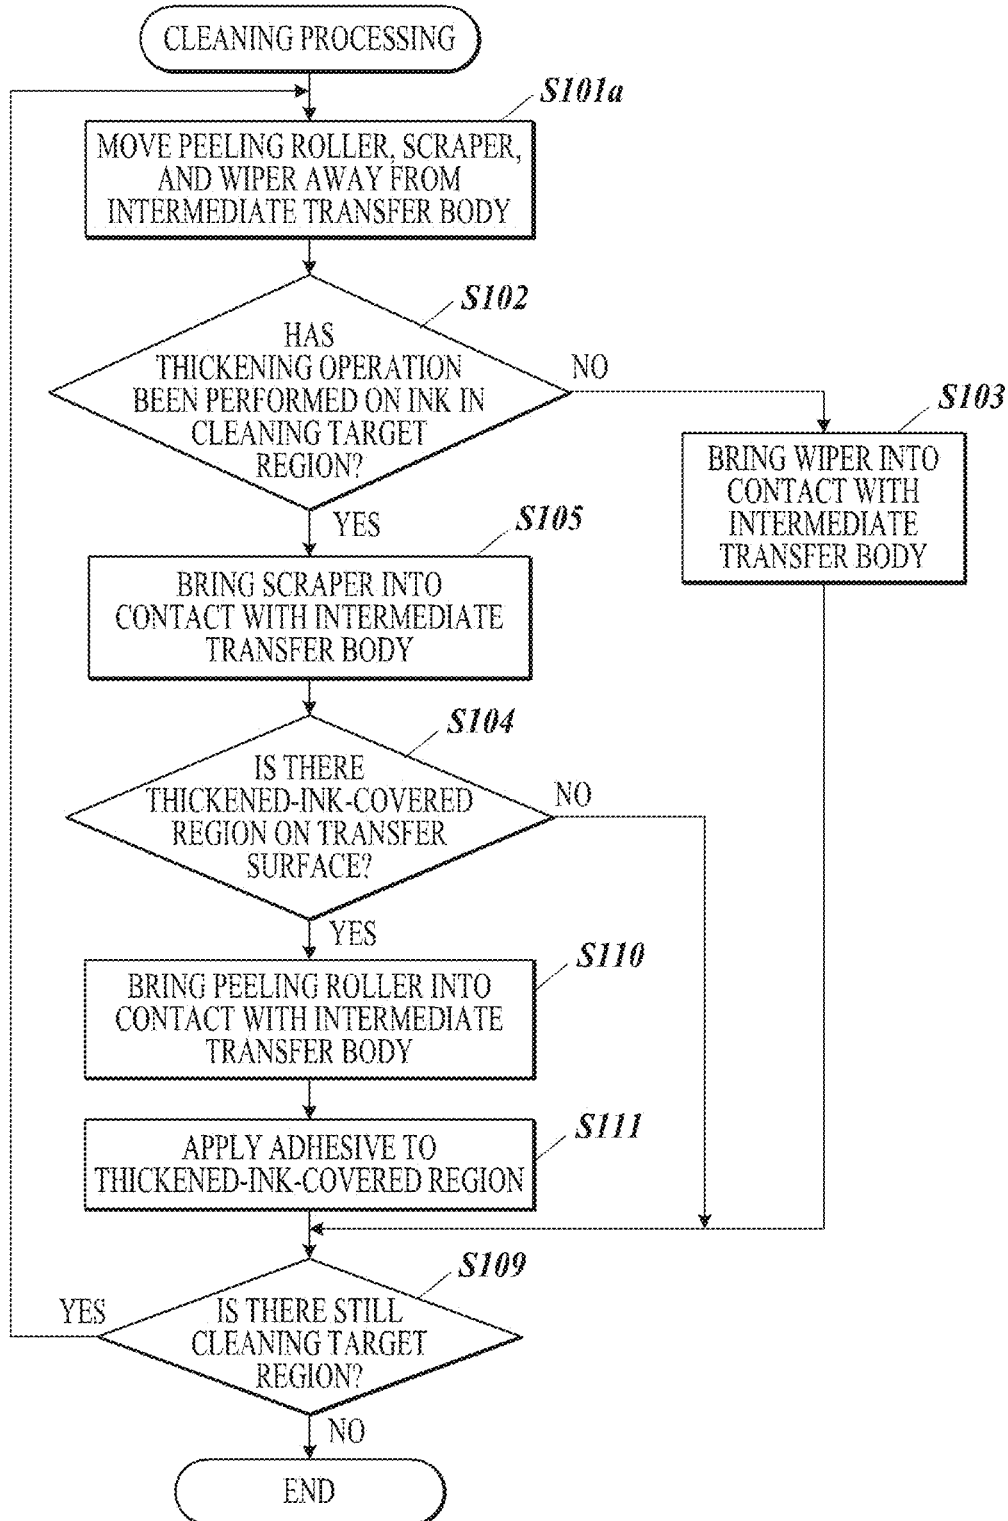 CLEANING PROCESSING
S101a
MOVE PEELING ROLLER, SCRAPER,
AND WIPER AWAY FROM
INTERMEDIATE TRANSFER BODY
S102
HAS
THICKENING OPERATION
BEEN PERFORMED ON INK IN
CLEANING TARGET
REGION?
NO
YES
S103
BRING WIPER INTO
CONTACT WITH
INTERMEDIATE
TRANSFER BODY
S105
BRING SCRAPER INTO
CONTACT WITH INTERMEDIATE
TRANSFER BODY
S104
IS THERE
THICKENED-INK-COVERED
REGION ON TRANSFER
SURFACE?
NO
YES
S110
BRING PEELING ROLLER INTO
CONTACT WITH INTERMEDIATE
TRANSFER BODY
S111
APPLY ADHESIVE TO
THICKENED-INK-COVERED REGION
S109
YES
IS THERE STILL
CLEANING TARGET
REGION?
NO
END